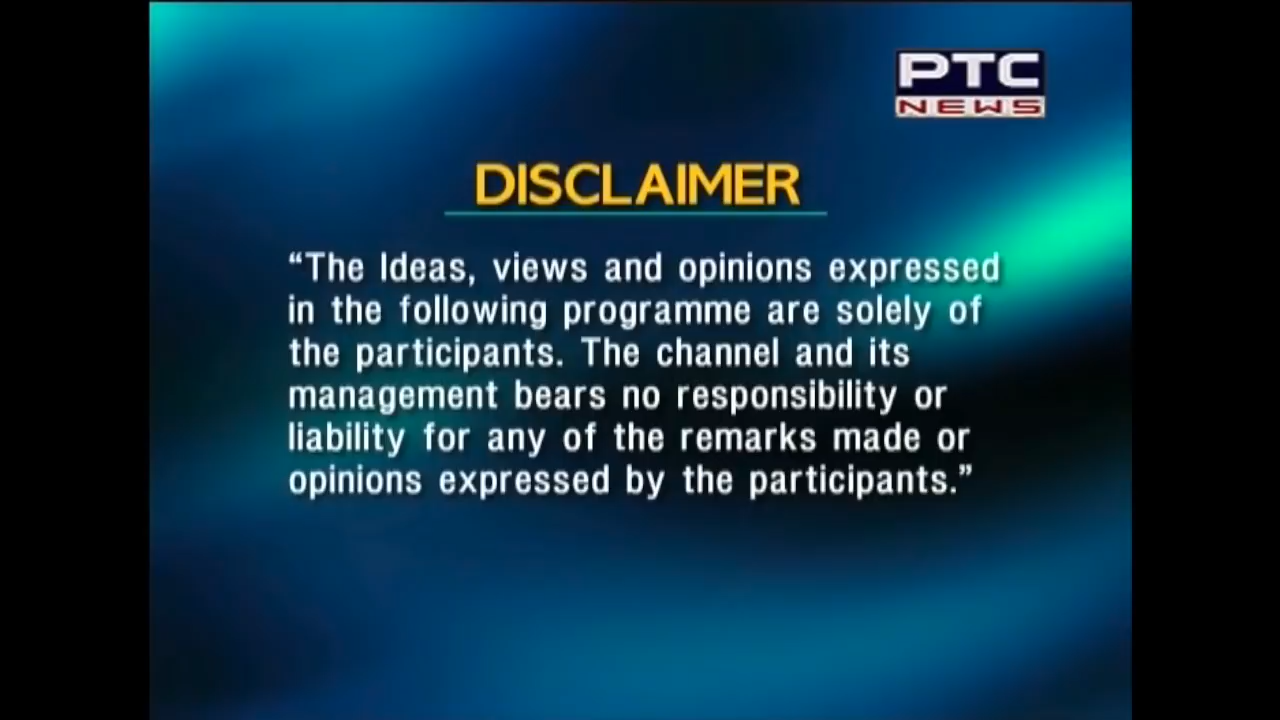 PTC
NEWS
DISCLAIMER
“The Ideas, views and opinions expressed
in the following programme are solely of
the participants. The channel and its
management bears no responsibility or
liability for any of the remarks made or
opinions expressed by the participants.”